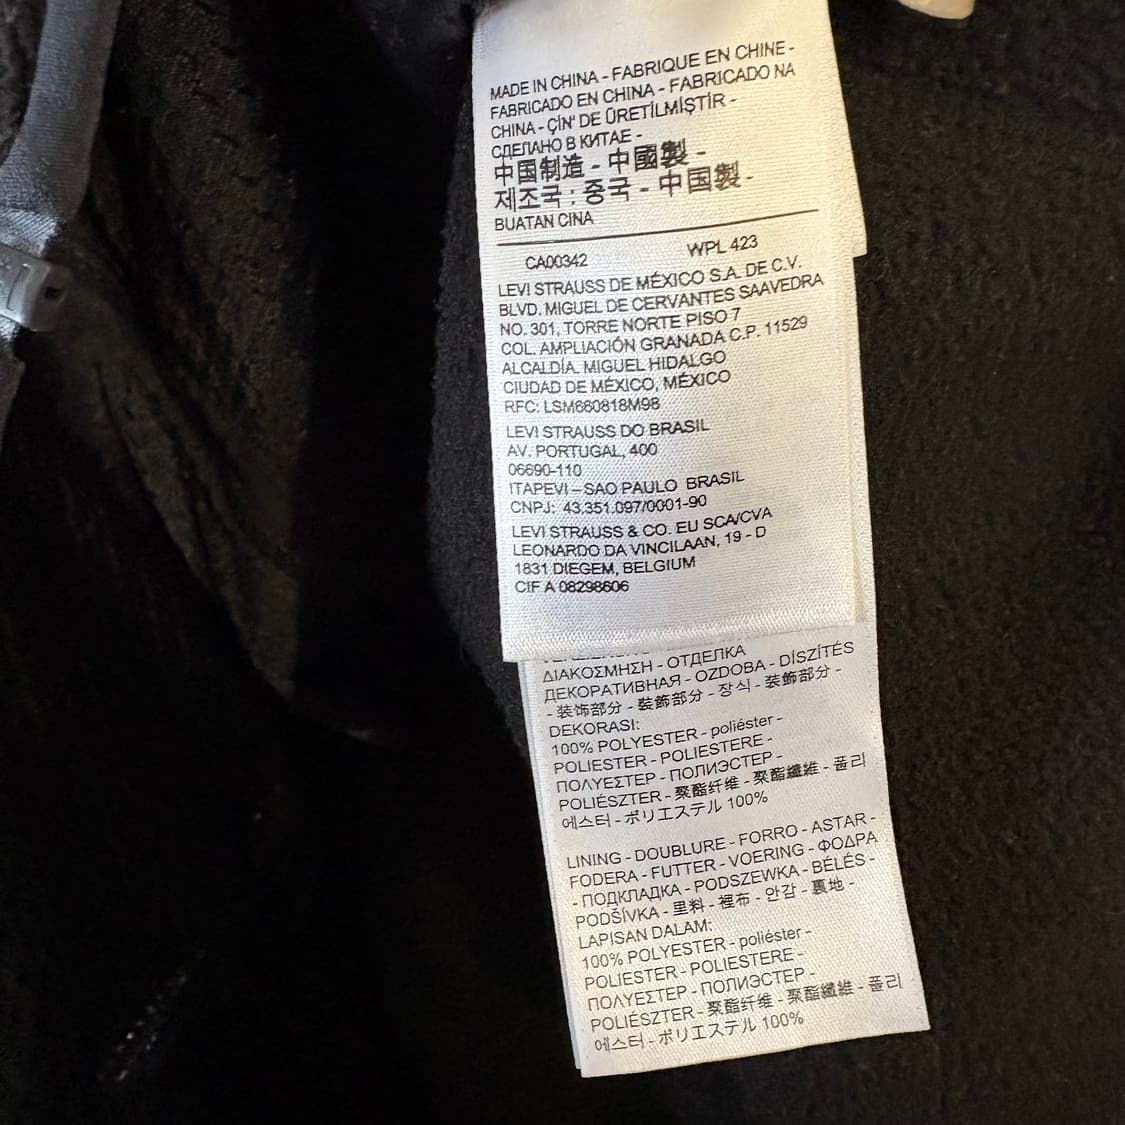 MADE IN CHINA - FABRIQUE EN CHINE -
FABRICADO EN CHINA - FABRICADO NA
CHINA - ÇİN' DE ÜRETİLMİŞTİR -
СДЕЛАНО В КИТАЕ -
中国制造 - 中國製 -
제조국 : 중국 - 中国製 -
BUATAN CINA
CA00342 WPL 423
LEVI STRAUSS DE MÉXICO S.A. DE C.V.
BLVD. MIGUEL DE CERVANTES SAAVEDRA
NO. 301, TORRE NORTE PISO 7
COL. AMPLIACIÓN GRANADA C.P. 11529
ALCALDÍA. MIGUEL HIDALGO
CIUDAD DE MÉXICO, MÉXICO
RFC: LSM660818M98
LEVI STRAUSS DO BRASIL
AV. PORTUGAL, 400
06690-110
ITAPEVI – SAO PAULO BRASIL
CNPJ: 43.351.097/0001-90
LEVI STRAUSS & CO. EU SCA/CVA
LEONARDO DA VINCILAAN, 19 - D
1831 DIEGEM, BELGIUM
CIF A 08298606
ΔΙΑΚΟΣΜΗΣΗ - ОТДЕЛКА
ДЕКОРАТИВНАЯ - OZDOBA - DÍSZÍTÉS
- 装饰部分 - 裝飾部分 - 장식 - 装飾部分 -
DEKORASI:
100% POLYESTER - poliéster -
POLIESTER - POLIESTERE -
ΠΟΛΥΕΣΤΕΡ - ПОЛИЭСТЕР -
POLIÉSZTER - 聚酯纤维 - 聚酯纖維 - 폴리
에스터 - ポリエステル 100%
LINING - DOUBLURE - FORRO - ASTAR -
FODERA - FUTTER - VOERING - ΦΟΔΡΑ
- ПОДКЛАДКА - PODSZEWKA - BÉLÉS -
PODŠÍVKA - 里料 - 裡布 - 안감 - 裏地 -
LAPISAN DALAM:
100% POLYESTER - poliéster -
POLIESTER - POLIESTERE -
ΠΟΛΥΕΣΤΕΡ - ПОЛИЭСТЕР -
POLIÉSZTER - 聚酯纤维 - 聚酯纖維 - 폴리
에스터 - ポリエステル 100%